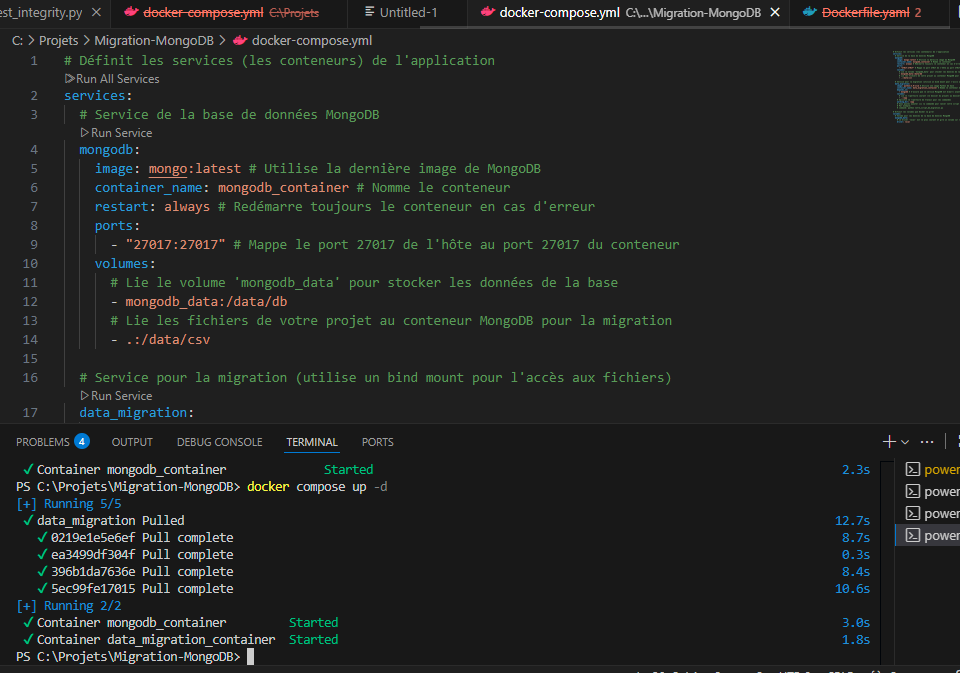 est_integrity.py docker-compose.yml C:\Projets Untitled-1 docker-compose.yml C:\...\Migration-MongoDB Dockerfile.yaml 2
C: > Projets > Migration-MongoDB > docker-compose.yml
1 # Définit les services (les conteneurs) de l'application
Run All Services
2 services:
3 # Service de la base de données MongoDB
Run Service
4 mongodb:
5 image: mongo:latest # Utilise la dernière image de MongoDB
6 container_name: mongodb_container # Nomme le conteneur
7 restart: always # Redémarre toujours le conteneur en cas d'erreur
8 ports:
9 - "27017:27017" # Mappe le port 27017 de l'hôte au port 27017 du conteneur
10 volumes:
11 # Lie le volume 'mongodb_data' pour stocker les données de la base
12 - mongodb_data:/data/db
13 # Lie les fichiers de votre projet au conteneur MongoDB pour la migration
14 - .:/data/csv
15
16 # Service pour la migration (utilise un bind mount pour l'accès aux fichiers)
Run Service
17 data_migration:
PROBLEMS 4 OUTPUT DEBUG CONSOLE TERMINAL PORTS
✓ Container mongodb_container Started 2.3s
PS C:\Projets\Migration-MongoDB> docker compose up -d
[+] Running 5/5
✓ data_migration Pulled 12.7s
✓ 0219e1e5e6ef Pull complete 8.7s
✓ ea3499df304f Pull complete 0.3s
✓ 396b1da7636e Pull complete 8.4s
✓ 5ec99fe17015 Pull complete 10.6s
[+] Running 2/2
✓ Container mongodb_container Started 3.0s
✓ Container data_migration_container Started 1.8s
PS C:\Projets\Migration-MongoDB>
power
power
power
power